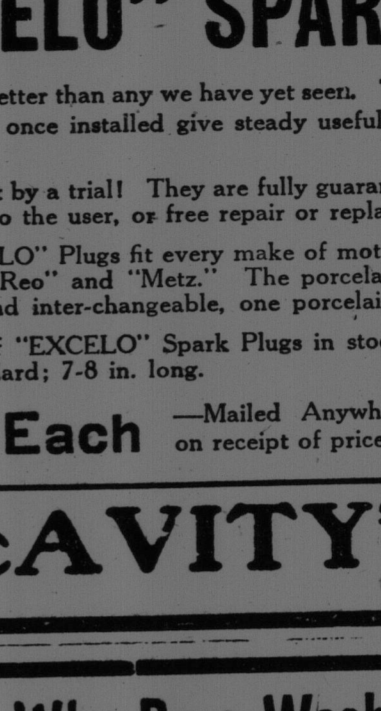 ELO" SPAR
etter than any we have yet seen.
once installed give steady useful
by a trial! They are fully guaran
o the user, or free repair or repla
LO" Plugs fit every make of mot
Reo" and "Metz." The porcela
nd inter-changeable, one porcelai
"EXCELO" Spark Plugs in sto
ard; 7-8 in. long.
Each
—Mailed Anywh
on receipt of price
cAVITY'